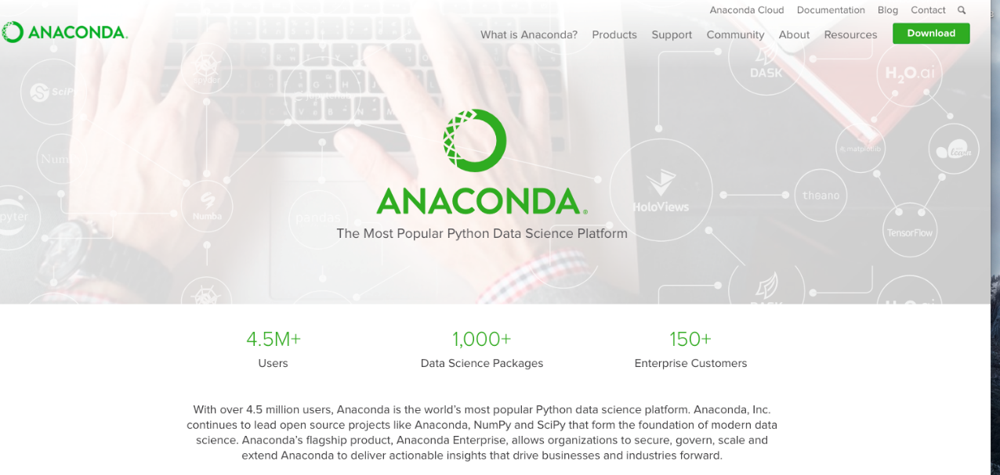 Anaconda Cloud Documentation Blog Contact
ANACONDA.
What is Anaconda? Products Support Community About Resources Download
DASK
H2O.ai
SciP
jupyterhub
matplotlib
Num
ANACONDA®
HoloViews
theano
pyter
Numba
pandas
TensorFlow
The Most Popular Python Data Science Platform
DASK
H2O.ai
4.5M+ 1,000+ 150+
Users Data Science Packages Enterprise Customers
With over 4.5 million users, Anaconda is the world's most popular Python data science platform. Anaconda, Inc.
continues to lead open source projects like Anaconda, NumPy and SciPy that form the foundation of modern data
science. Anaconda's flagship product, Anaconda Enterprise, allows organizations to secure, govern, scale and
extend Anaconda to deliver actionable insights that drive businesses and industries forward.